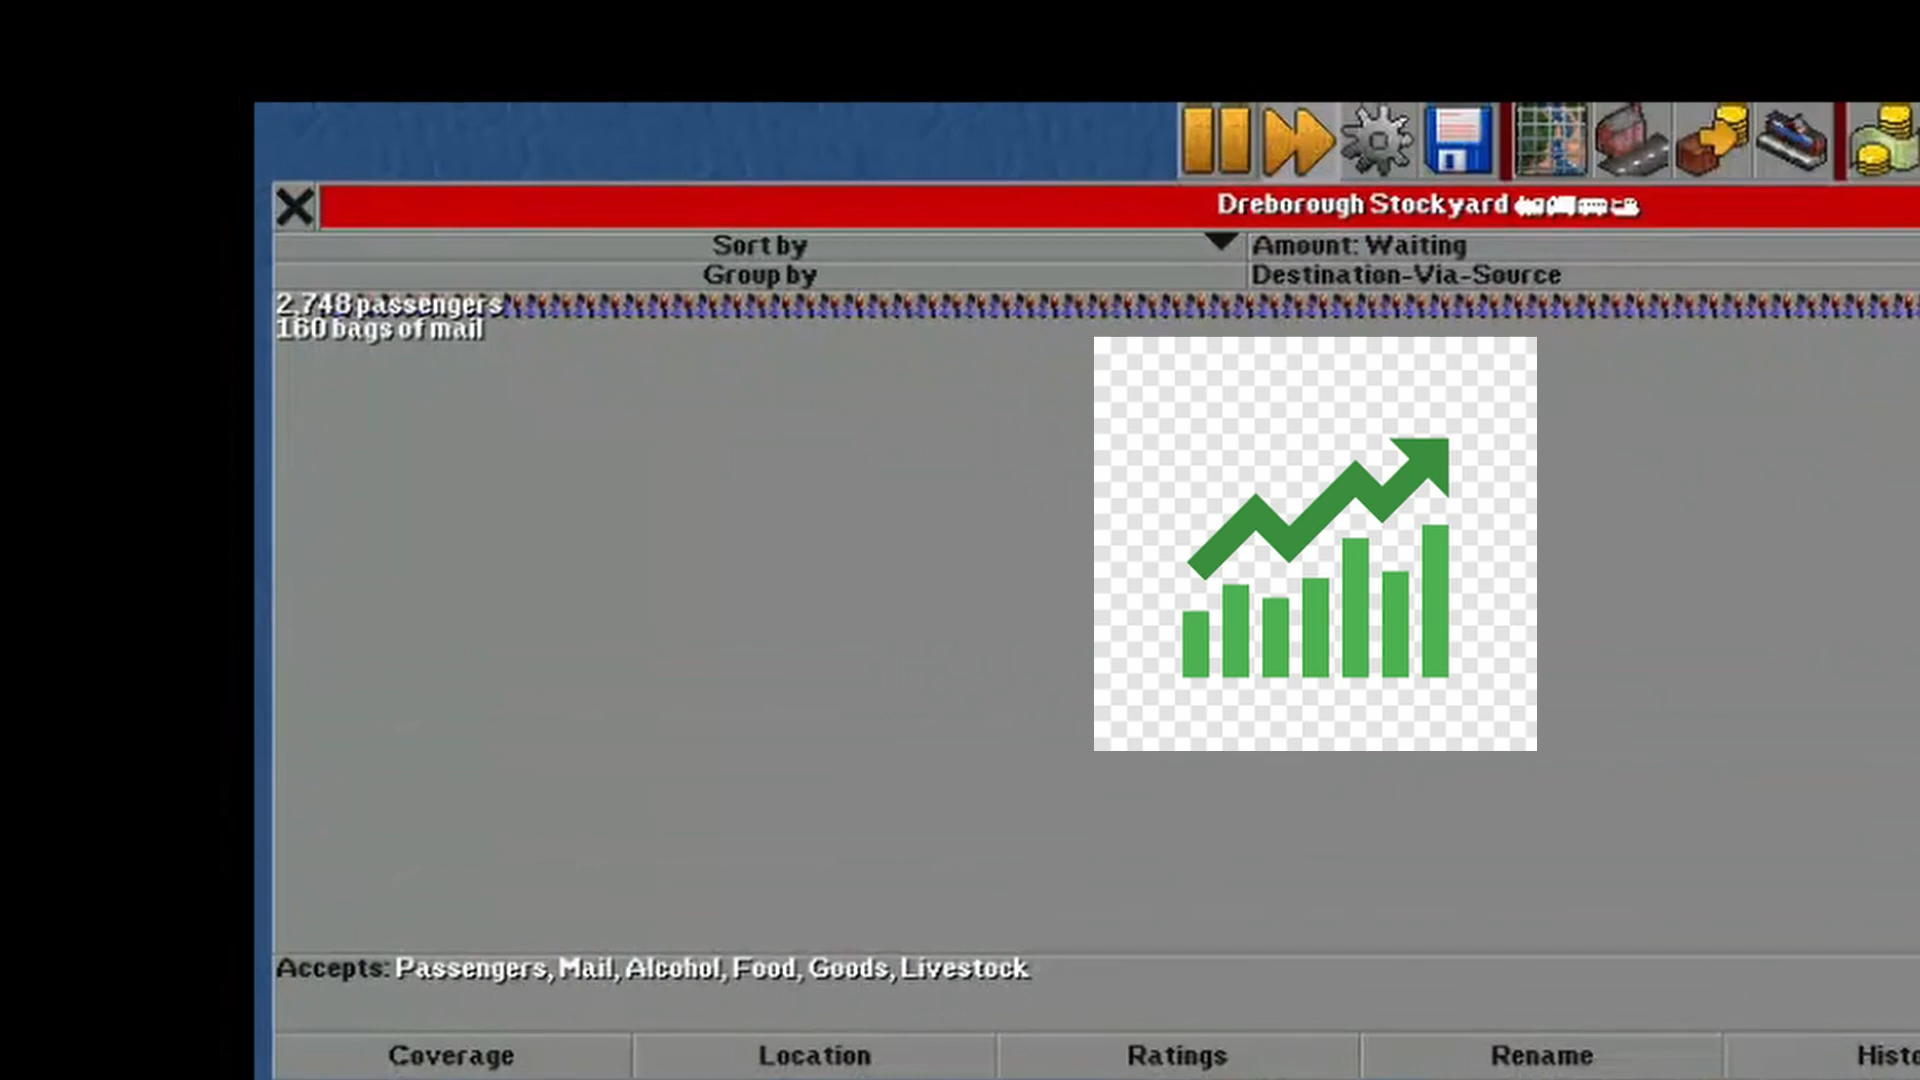 Dreborough Stockyard
Sort by
Amount: Waiting
Group by
Destination-Via-Source
2,748 passengers
160 bags of mail
Accepts: Passengers, Mail, Alcohol, Food, Goods, Livestock
Coverage
Location
Ratings
Rename